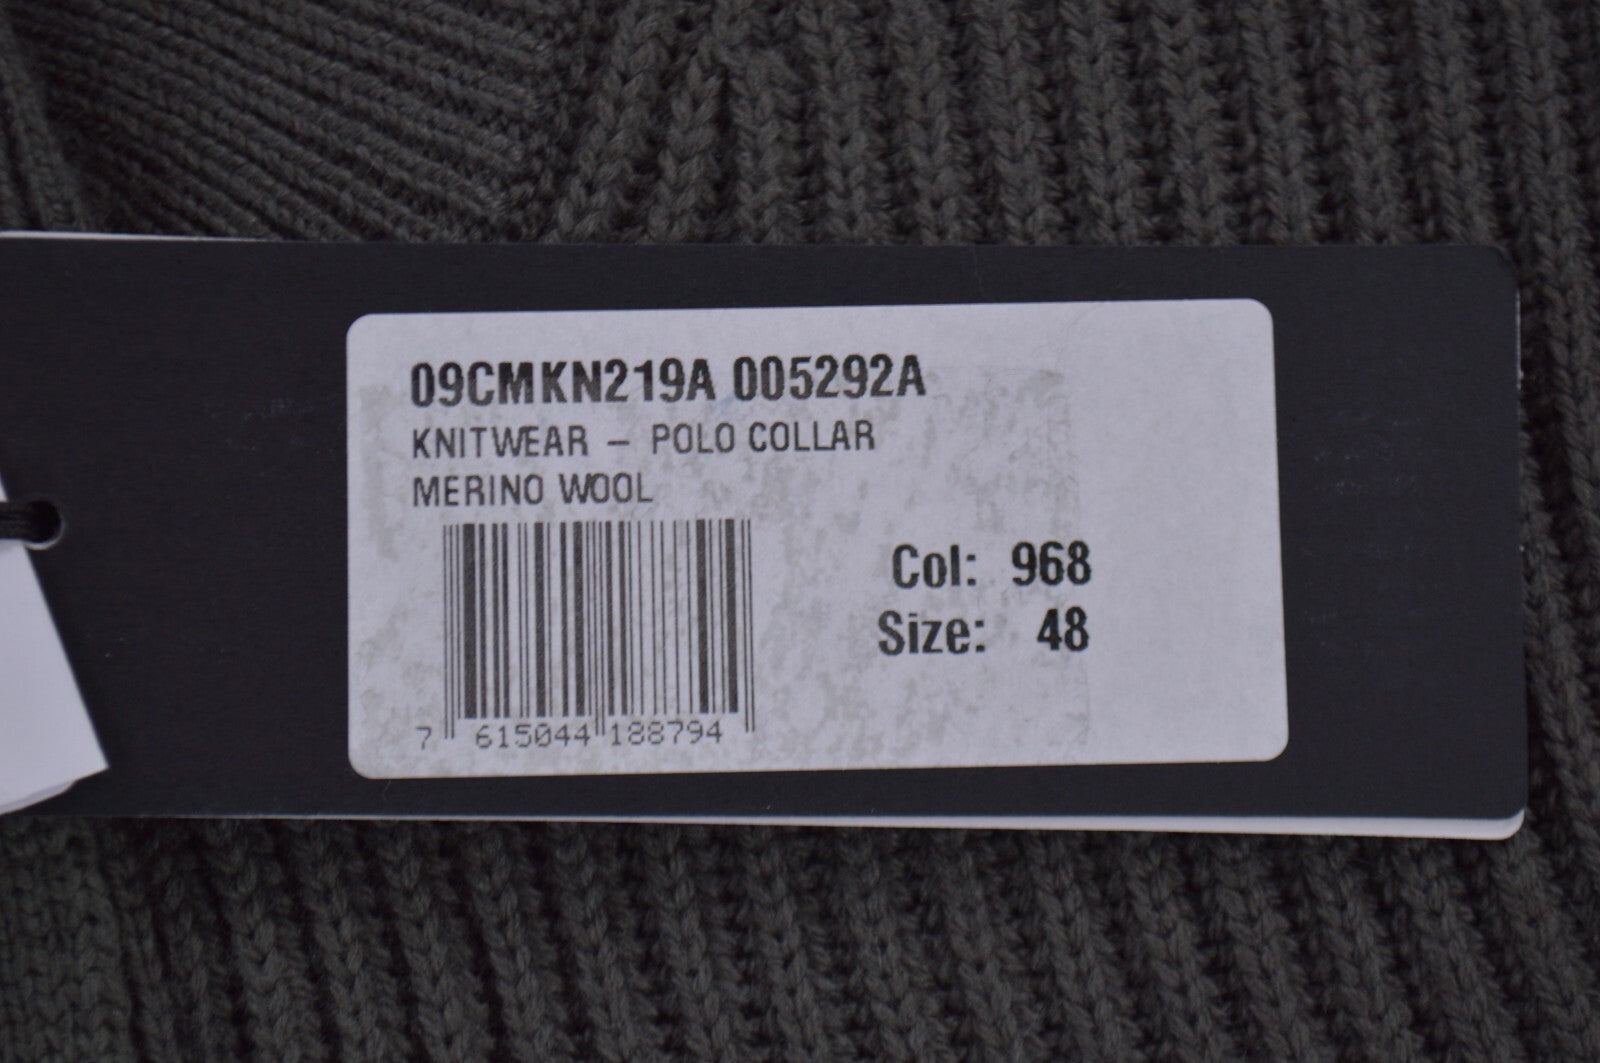 09CMKN219A 005292A
KNITWEAR – POLO COLLAR
MERINO WOOL
Col: 968
Size: 48
7 615044 188794